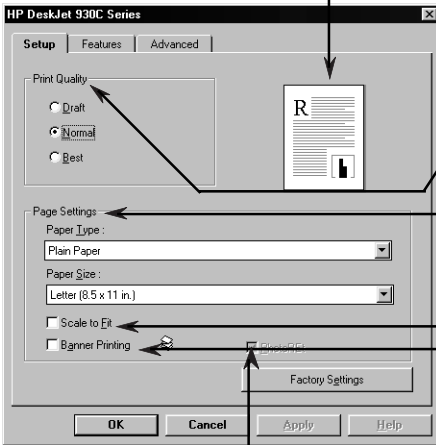 HP DeskJet 930C Series
Setup Features Advanced
Print Quality
Draft
Normal
Best
R
Page Settings
Paper Type :
Plain Paper
Paper Size :
Letter (8.5 x 11 in.)
Scale to Fit
Banner Printing
PhotoREt
Factory Settings
OK Cancel Apply Help